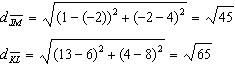 d_{\overline{JM}} = \sqrt{(1-(-2))^2+(-2-4)^2} = \sqrt{45}
d_{\overline{KL}} = \sqrt{(13-6)^2+(4-8)^2} = \sqrt{65}